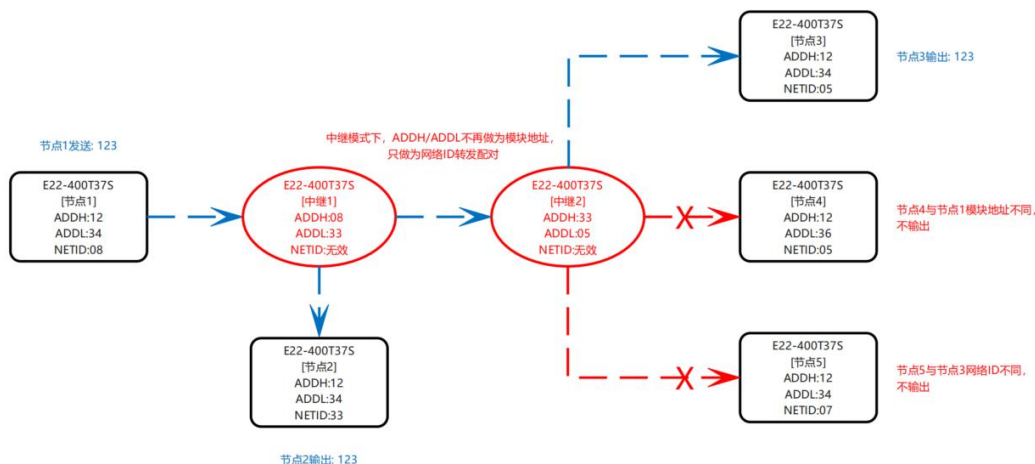 E22-400T37S
[节点3]
ADDH:12
ADDL:34
NETID:05
节点3输出: 123
中继模式下，ADDH/ADDL不再做为模块地址，
只做为网络ID转发配对
节点1发送: 123
E22-400T37S
[节点1]
ADDH:12
ADDL:34
NETID:08
E22-400T37S
[中继1]
ADDH:08
ADDL:33
NETID:无效
E22-400T37S
[中继2]
ADDH:33
ADDL:05
NETID:无效
E22-400T37S
[节点4]
ADDH:12
ADDL:36
NETID:05
节点4与节点1模块地址不同，
不输出
E22-400T37S
[节点2]
ADDH:12
ADDL:34
NETID:33
节点2输出: 123
E22-400T37S
[节点5]
ADDH:12
ADDL:34
NETID:07
节点5与节点3网络ID不同，
不输出